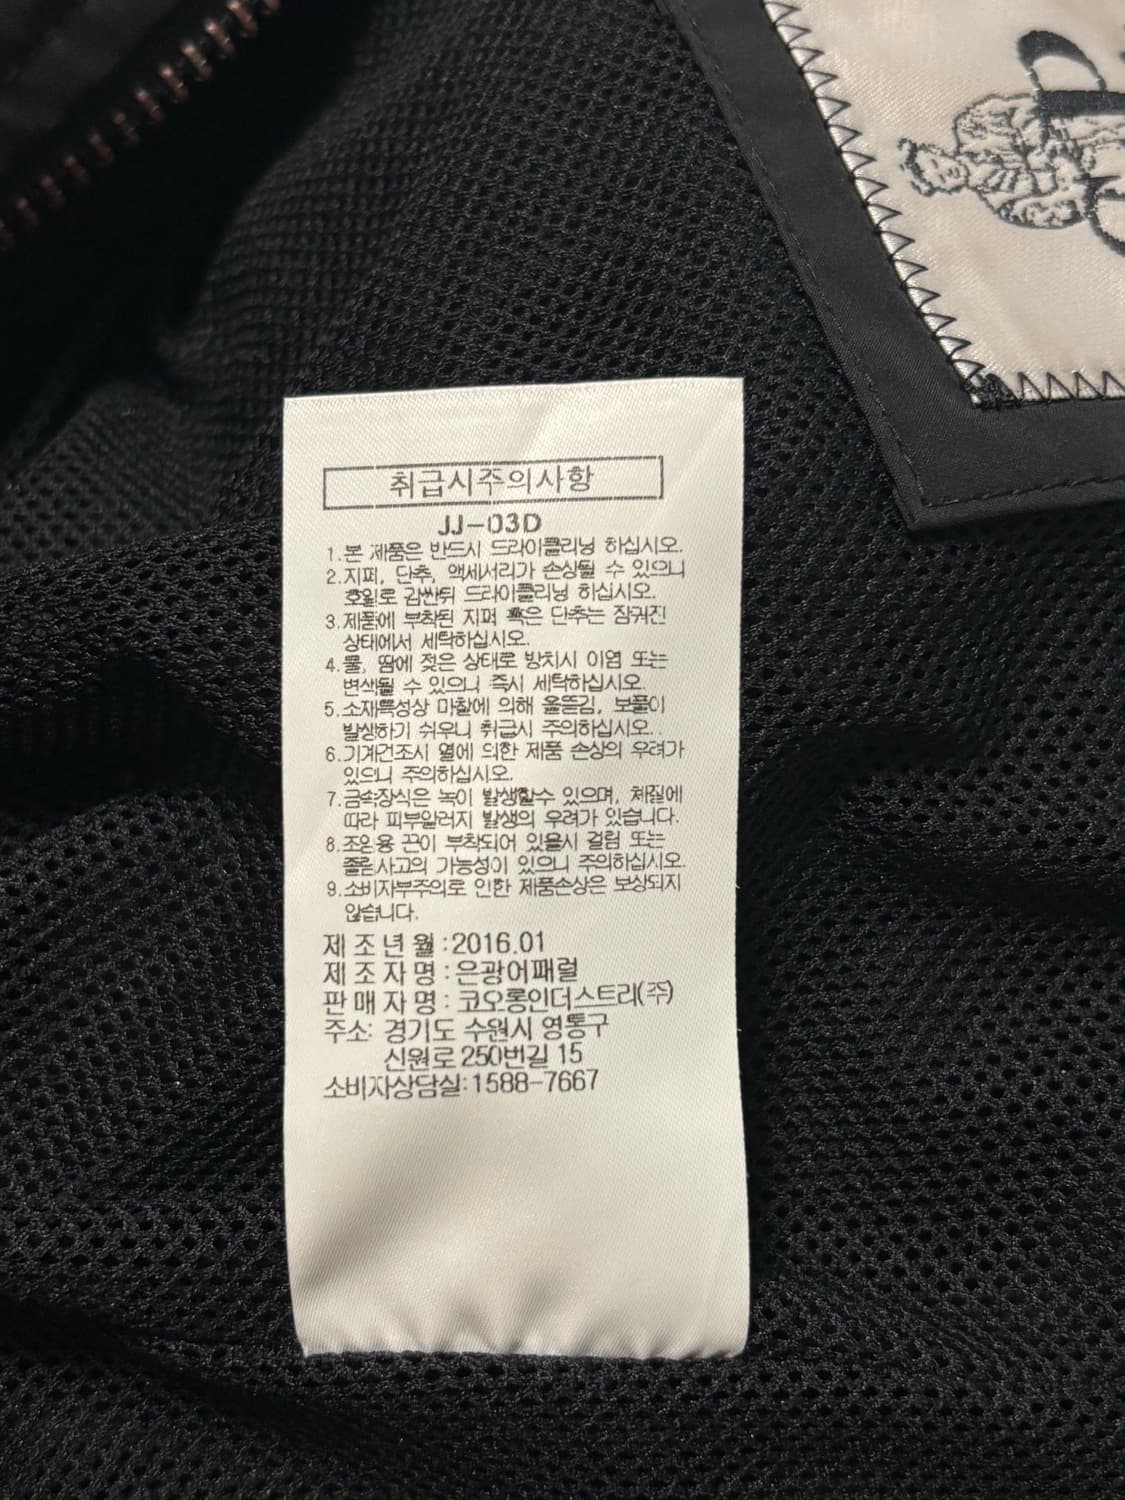 취급시주의사항
JJ-03D
1.본 제품은 반드시 드라이클리닝 하십시오.
2.지퍼, 단추, 액세서리가 손상될 수 있으니
호일로 감싼뒤 드라이클리닝 하십시오.
3.제품에 부착된 지퍼 혹은 단추는 잠궈진
상태에서 세탁하십시오.
4.물, 땀에 젖은 상태로 방치시 이염 또는
변색될 수 있으니 즉시 세탁하십시오.
5.소재특성상 마찰에 의해 올뜯김, 보풀이
발생하기 쉬우니 취급시 주의하십시오.
6.기계건조시 열에 의한 제품 손상의 우려가
있으니 주의하십시오.
7.금속장식은 녹이 발생할수 있으며, 체질에
따라 피부알러지 발생의 우려가 있습니다.
8.조임용 끈이 부착되어 있을시 걸림 또는
졸림사고의 가능성이 있으니 주의하십시오.
9.소비자부주의로 인한 제품손상은 보상되지
않습니다.
제 조 년 월 : 2016.01
제 조 자 명 : 은광어패럴
판 매 자 명 : 코오롱인더스트리(주)
주소: 경기도 수원시 영통구
신원로 250번길 15
소비자상담실:1588-7667